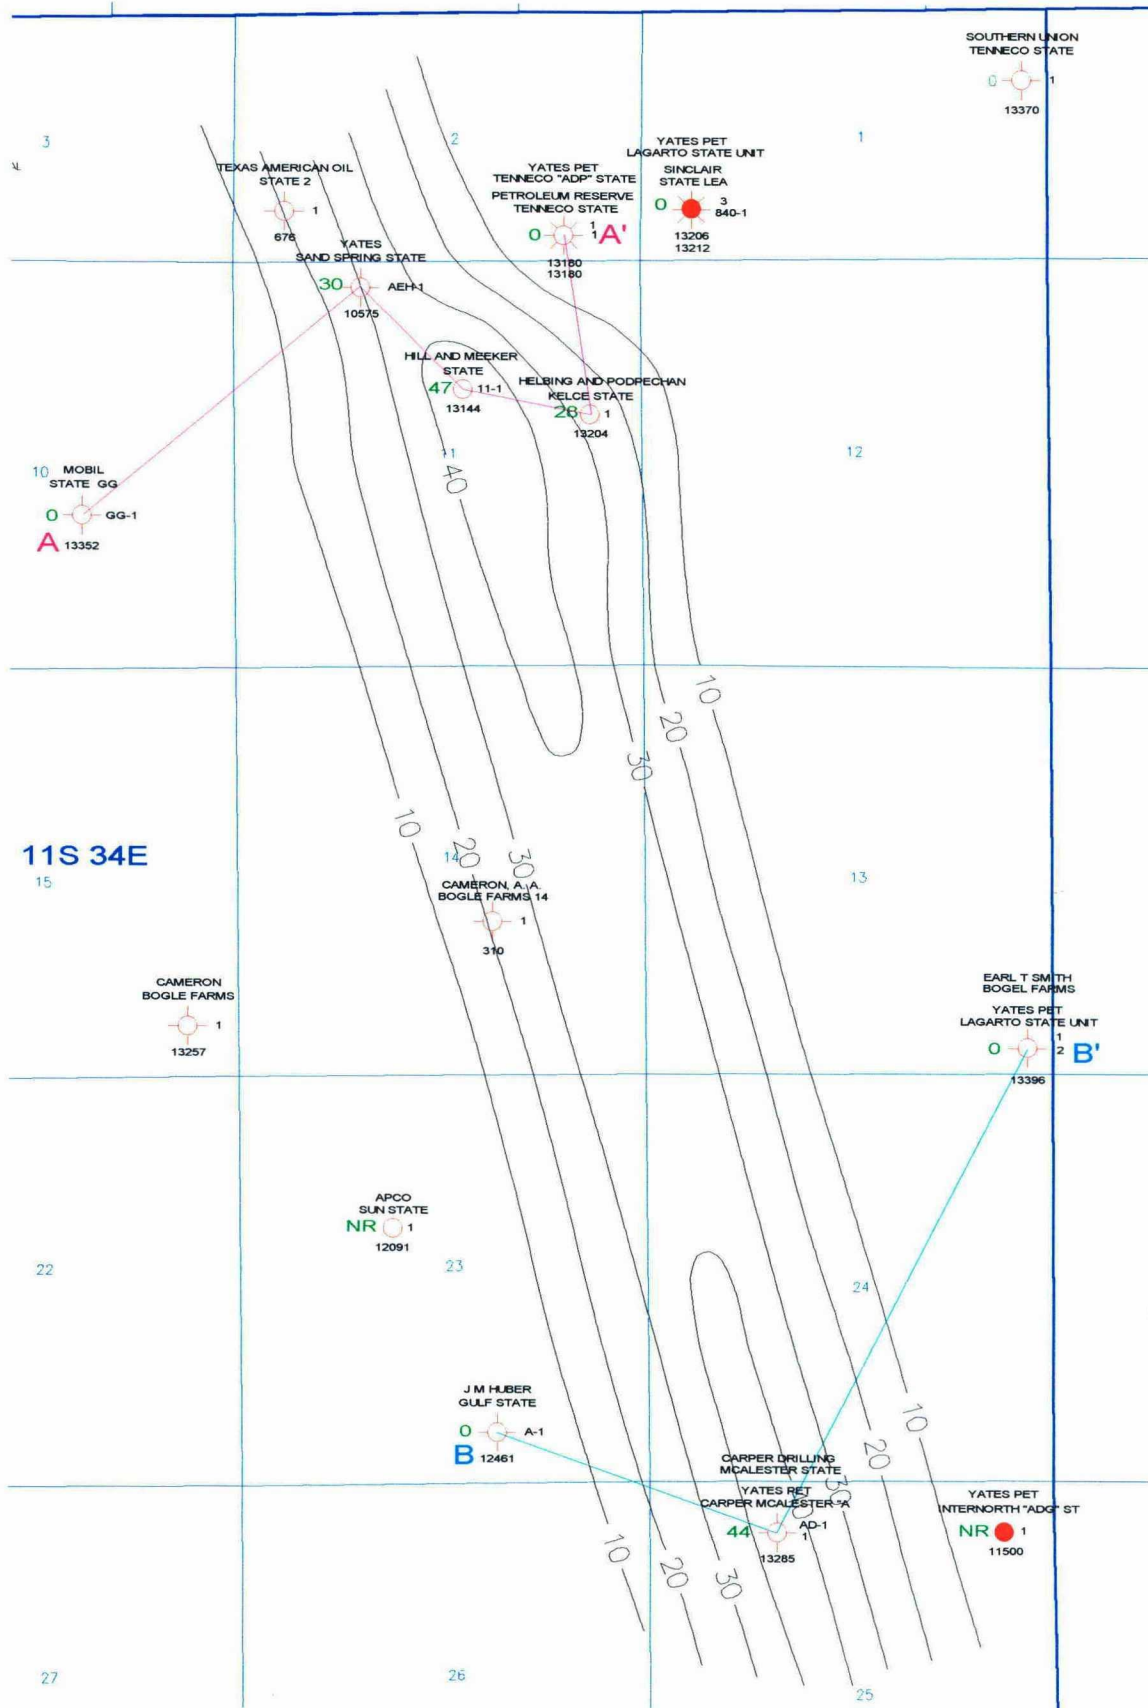 SOUTHERN UNION
TENNECO STATE
0 1
13370
3
2
1
YATES PET
LAGARTO STATE UNIT
SINCLAIR
STATE LEA
0 3
840-1
13206
13212
TEXAS AMERICAN OIL
STATE 2
1
676
YATES PET
TENNECO "ADP" STATE
PETROLEUM RESERVE
TENNECO STATE
1
0 1 A'
13180
13180
YATES
SAND SPRING STATE
30 AEH-1
10575
HILL AND MEEKER
STATE
47 11-1
13144
HELBING AND PODPECHAN
KELCE STATE
28 1
13204
10
11
12
40
MOBIL
STATE GG
0 GG-1
A 13352
10
20
30
10
20
30
11S 34E
15
14
13
CAMERON, A. A.
BOGLE FARMS 14
1
310
CAMERON
BOGLE FARMS
1
13257
EARL T SMITH
BOGEL FARMS
YATES PET
LAGARTO STATE UNIT
1
0 2 B'
13396
APCO
SUN STATE
NR 1
12091
22
23
24
J M HUBER
GULF STATE
0 A-1
B 12461
10
20
30
40
CARPER DRILLING
MCALESTER STATE
YATES PET
CARPER MCALESTER "A
44 AD-1
1
13285
YATES PET
INTERNORTH "ADG" ST
NR 1
11500
10
20
30
27
26
25